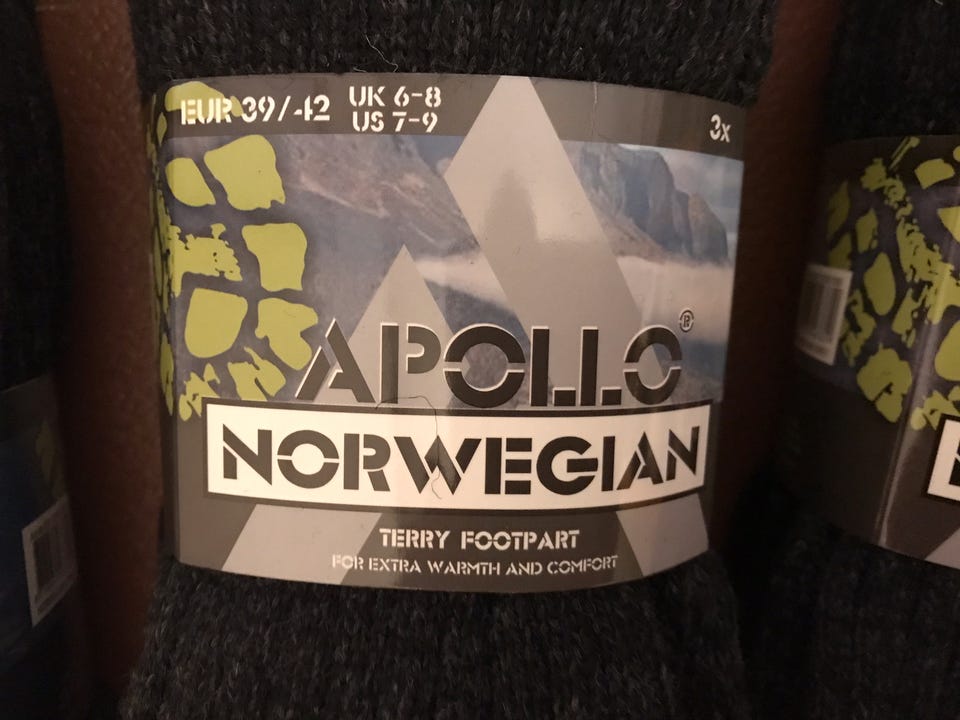 EUR 39/42
UK 6-8
US 7-9
3x
APOLLO®
NORWEGIAN
TERRY FOOTPART
FOR EXTRA WARMTH AND COMFORT